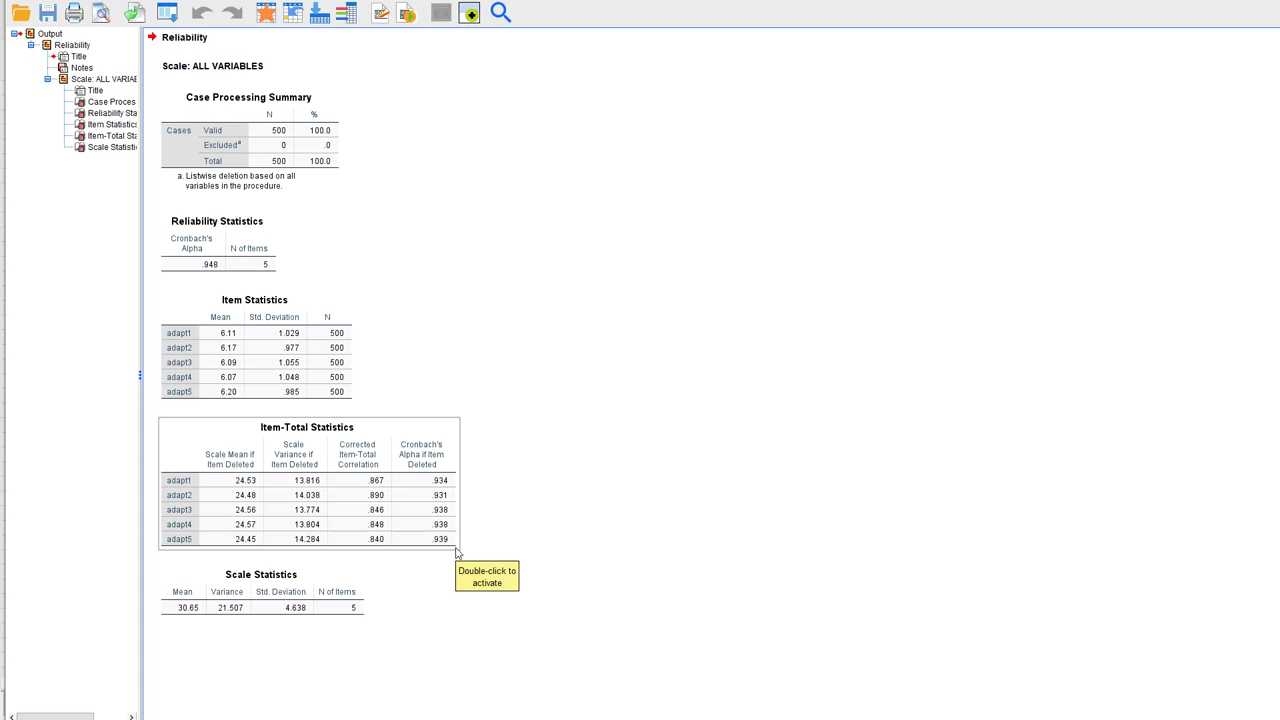 Output
Reliability
Title
Notes
Scale: ALL VARIAE
Title
Case Proces
Reliability Sta
Item Statistics
Item-Total Sta
Scale Statisti
Reliability
Scale: ALL VARIABLES
Case Processing Summary
N %
Cases Valid 500 100.0
Excludedᵃ 0 .0
Total 500 100.0
a. Listwise deletion based on all
variables in the procedure.
Reliability Statistics
Cronbach's
Alpha N of Items
.948 5
Item Statistics
Mean Std. Deviation N
adapt1 6.11 1.029 500
adapt2 6.17 .977 500
adapt3 6.09 1.055 500
adapt4 6.07 1.048 500
adapt5 6.20 .985 500
Item-Total Statistics
Scale Mean if
Item Deleted
Scale
Variance if
Item Deleted
Corrected
Item-Total
Correlation
Cronbach's
Alpha if Item
Deleted
adapt1 24.53 13.816 .867 .934
adapt2 24.48 14.038 .890 .931
adapt3 24.56 13.774 .846 .938
adapt4 24.57 13.804 .848 .938
adapt5 24.45 14.284 .840 .939
Double-click to
activate
Scale Statistics
Mean Variance Std. Deviation N of Items
30.65 21.507 4.638 5